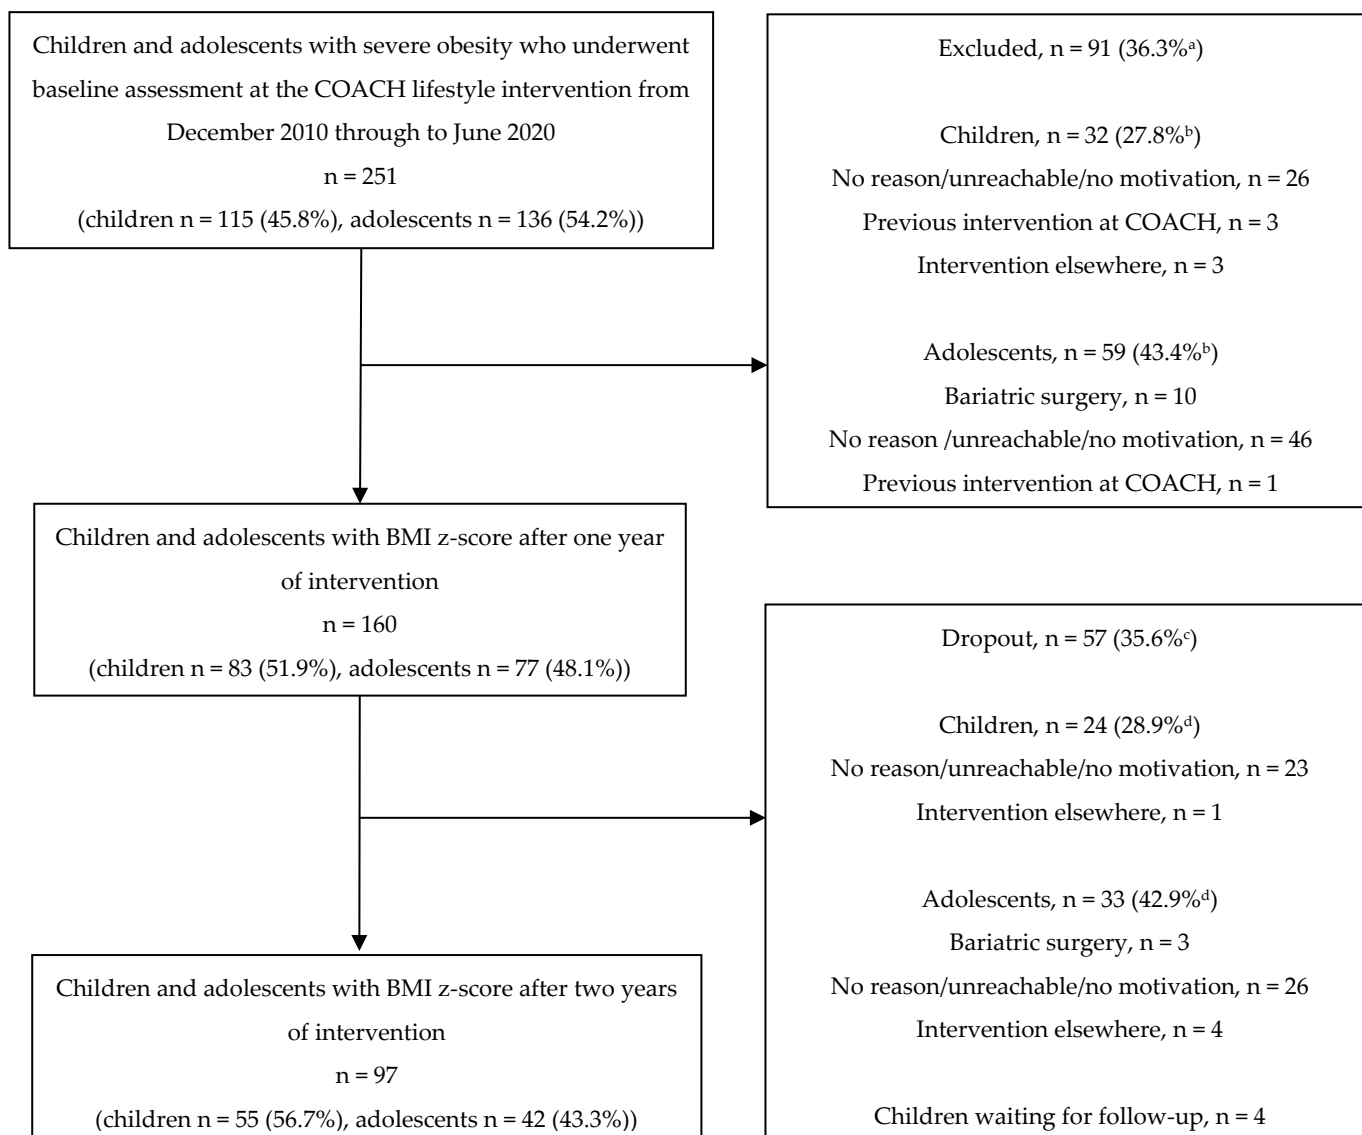 Children and adolescents with severe obesity who underwent
baseline assessment at the COACH lifestyle intervention from
December 2010 through to June 2020
n = 251
(children n = 115 (45.8%), adolescents n = 136 (54.2%))
Excluded, n = 91 (36.3%ᵃ)
Children, n = 32 (27.8%ᵇ)
No reason/unreachable/no motivation, n = 26
Previous intervention at COACH, n = 3
Intervention elsewhere, n = 3
Adolescents, n = 59 (43.4%ᵇ)
Bariatric surgery, n = 10
No reason /unreachable/no motivation, n = 46
Previous intervention at COACH, n = 1
Children and adolescents with BMI z-score after one year
of intervention
n = 160
(children n = 83 (51.9%), adolescents n = 77 (48.1%))
Dropout, n = 57 (35.6%ᶜ)
Children, n = 24 (28.9%ᵈ)
No reason/unreachable/no motivation, n = 23
Intervention elsewhere, n = 1
Adolescents, n = 33 (42.9%ᵈ)
Bariatric surgery, n = 3
No reason/unreachable/no motivation, n = 26
Intervention elsewhere, n = 4
Children waiting for follow-up, n = 4
Children and adolescents with BMI z-score after two years
of intervention
n = 97
(children n = 55 (56.7%), adolescents n = 42 (43.3%))